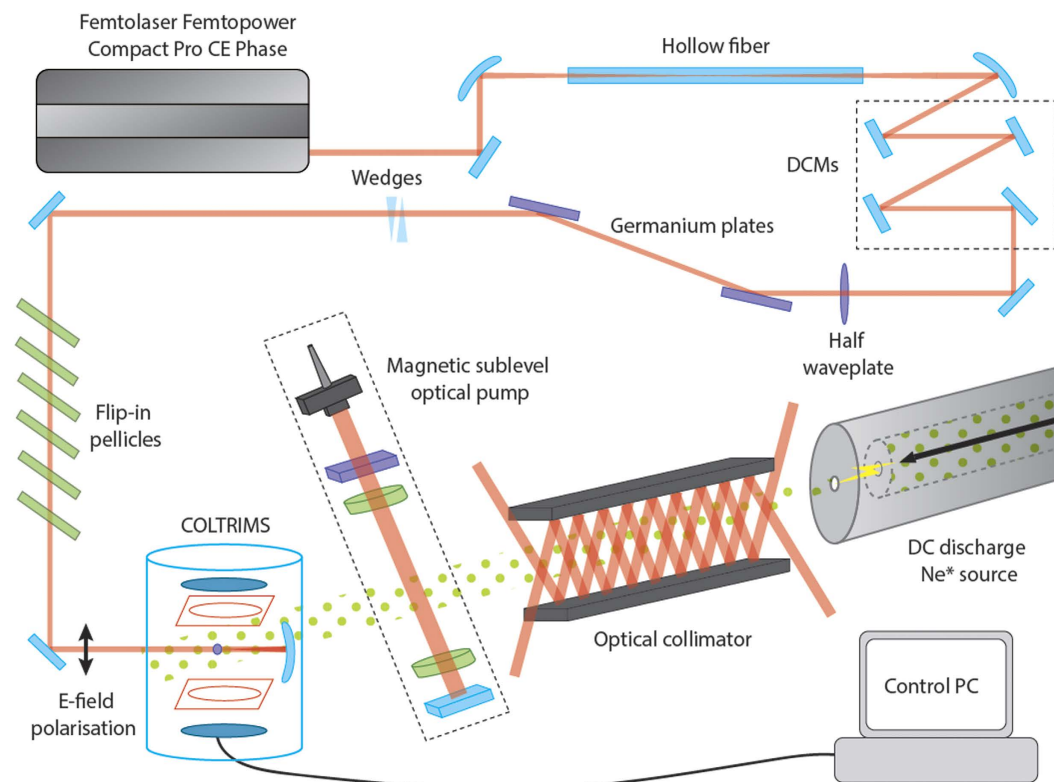 Femtolaser Femtopower
Compact Pro CE Phase
Hollow fiber
DCMs
Wedges
Germanium plates
Half
waveplate
Magnetic sublevel
optical pump
Flip-in
pellicles
COLTRIMS
DC discharge
Ne* source
Optical collimator
E-field
polarisation
Control PC